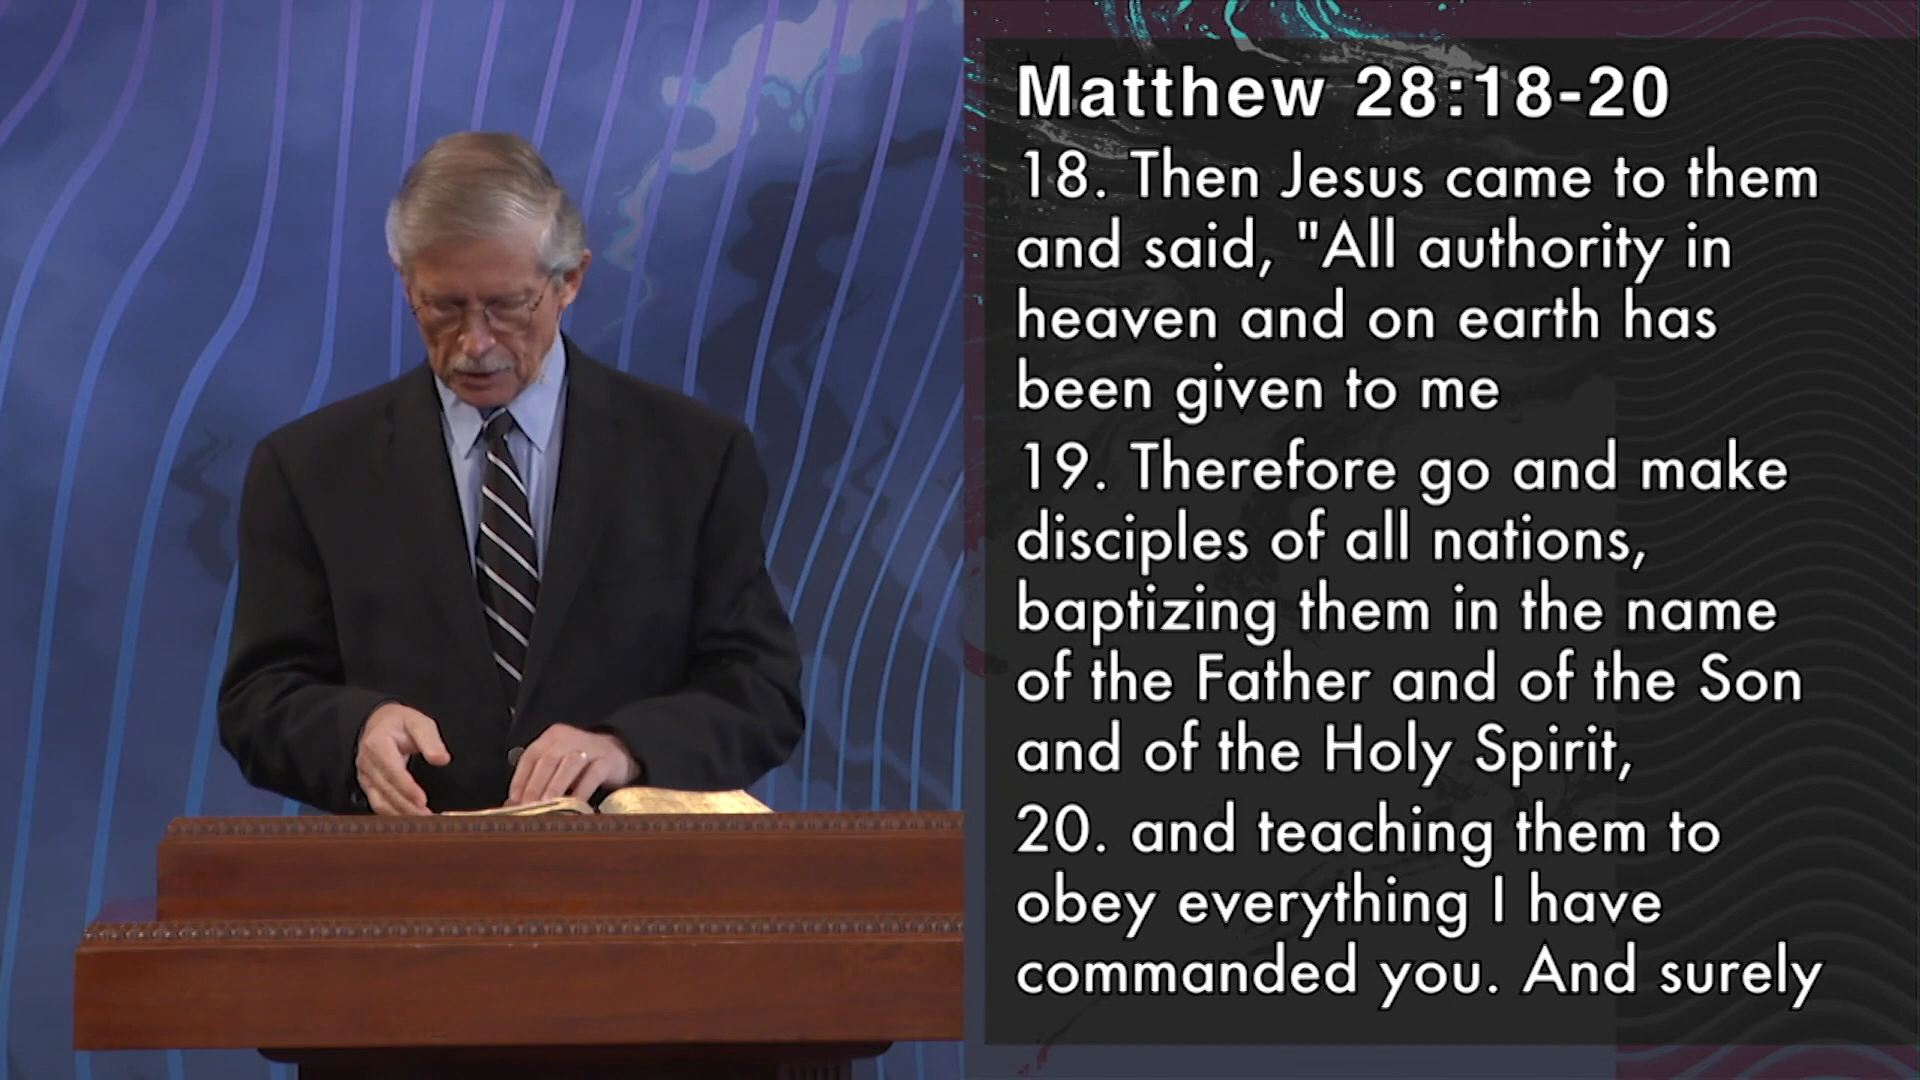 Matthew 28:18-20
18. Then Jesus came to them
and said, "All authority in
heaven and on earth has
been given to me
19. Therefore go and make
disciples of all nations,
baptizing them in the name
of the Father and of the Son
and of the Holy Spirit,
20. and teaching them to
obey everything I have
commanded you. And surely